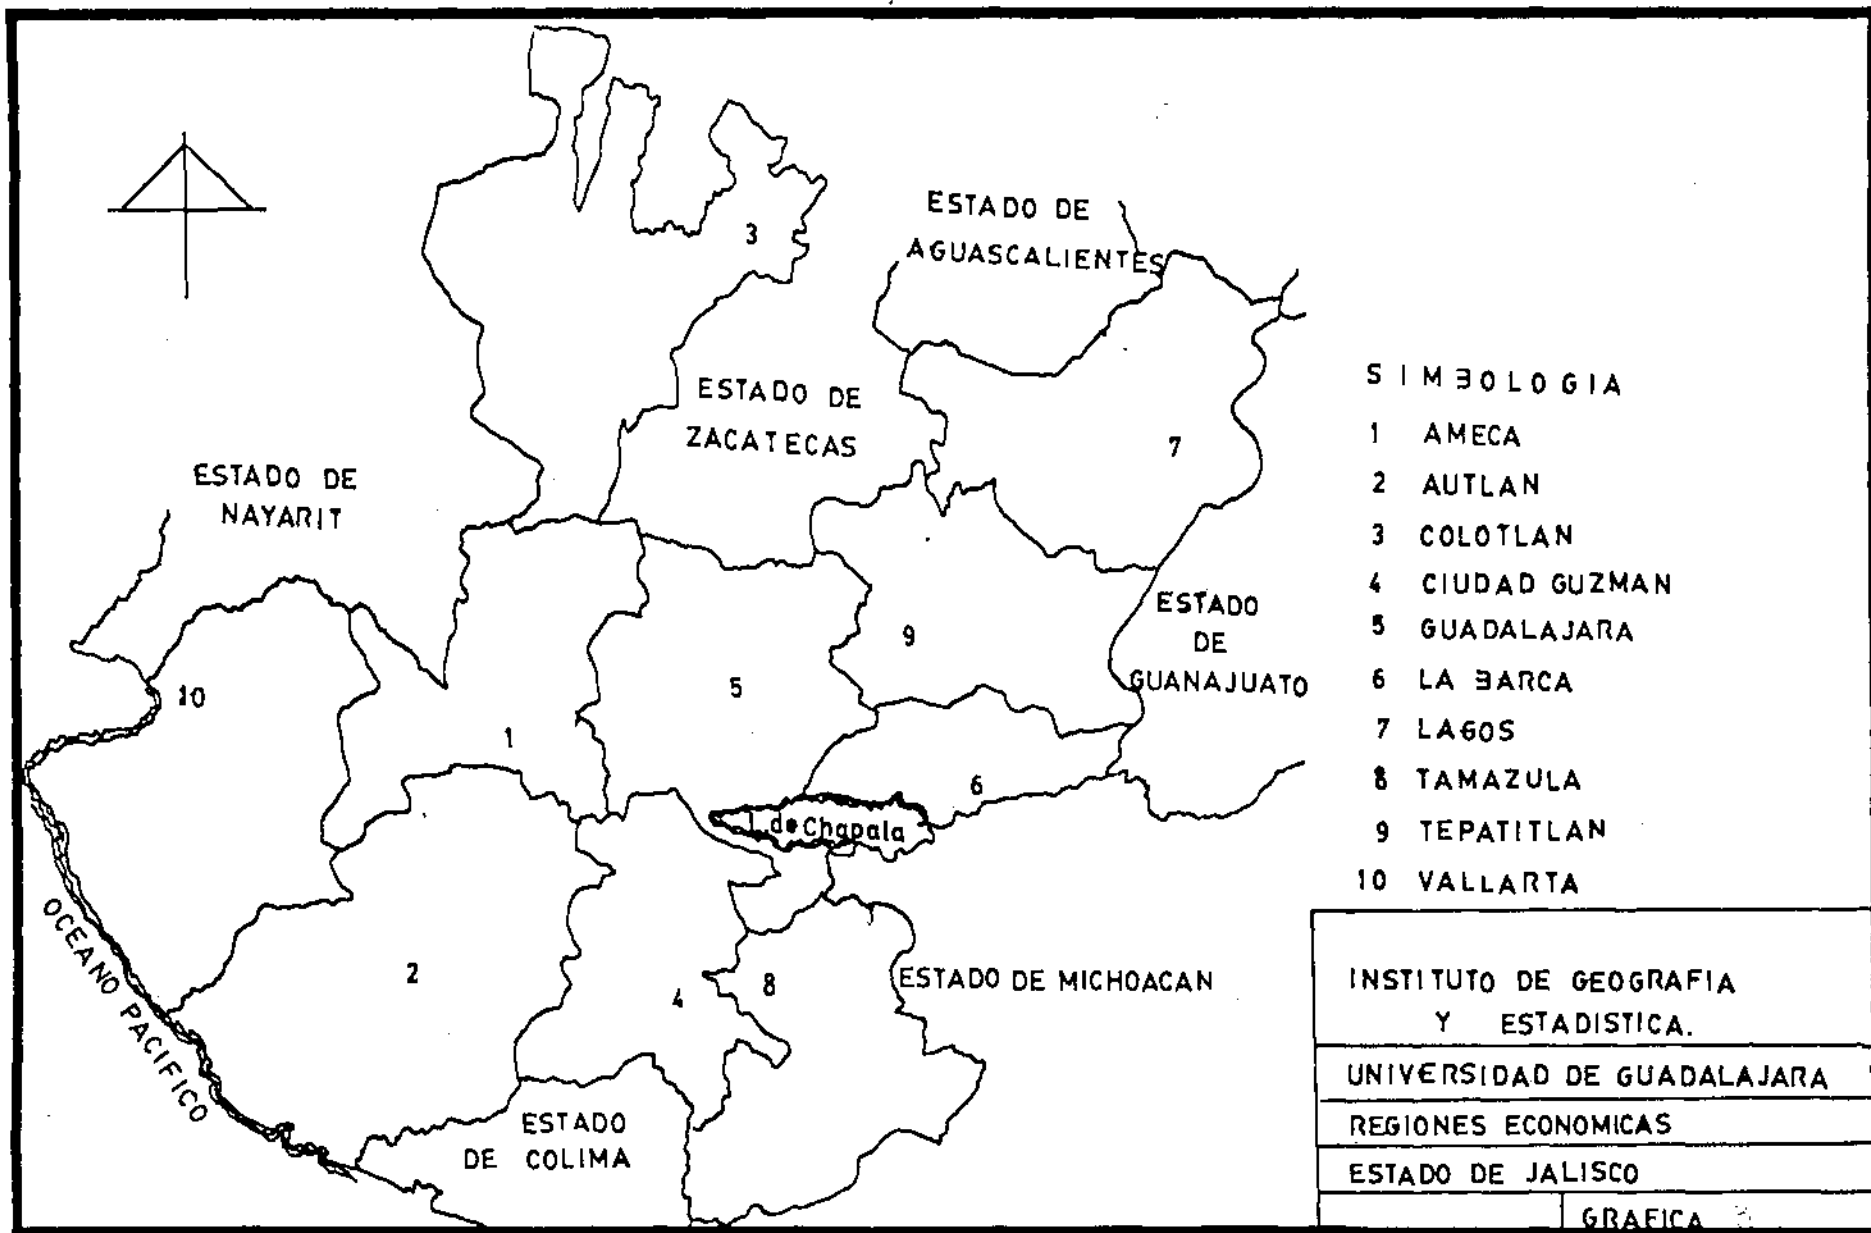 ESTADO DE
AGUASCALIENTES
3
ESTADO DE
ZACATECAS
7
ESTADO DE
NAYARIT
ESTADO
DE
GUANAJUATO
9
10
5
1
6
L de Chapala
OCEANO PACIFICO
2
4
8
ESTADO DE MICHOACAN
ESTADO
DE COLIMA
SIMBOLOGIA
1 AMECA
2 AUTLAN
3 COLOTLAN
4 CIUDAD GUZMAN
5 GUADALAJARA
6 LA BARCA
7 LAGOS
8 TAMAZULA
9 TEPATITLAN
10 VALLARTA
INSTITUTO DE GEOGRAFIA
Y ESTADISTICA.
UNIVERSIDAD DE GUADALAJARA
REGIONES ECONOMICAS
ESTADO DE JALISCO
GRAFICA